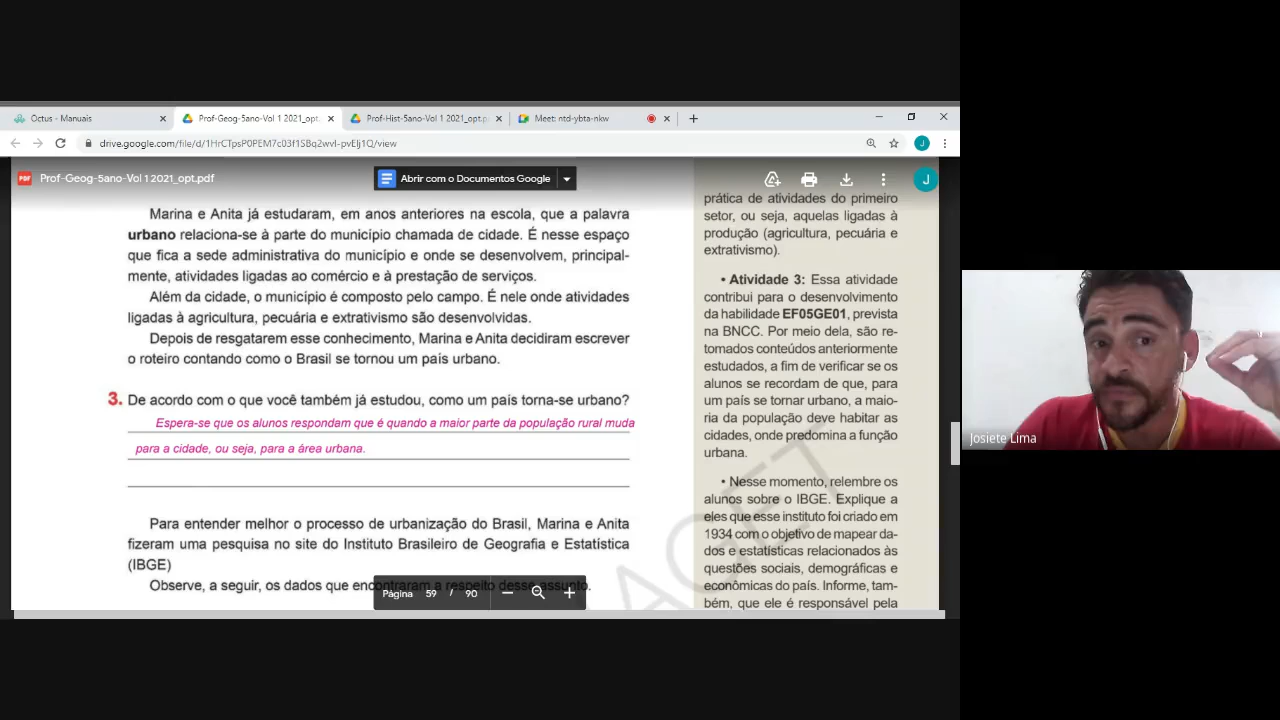 Octus - Manuais
Prof-Geog-5ano-Vol 1 2021_opt.
Prof-Hist-5ano-Vol 1 2021_opt.p
Meet: ntd-ybta-nkw
drive.google.com/file/d/1HrCTpsP0PEM7c03f1SBq2wvI-pvEIj1Q/view
J
PDF
Prof-Geog-5ano-Vol 1 2021_opt.pdf
Abrir com o Documentos Google
J
Marina e Anita já estudaram, em anos anteriores na escola, que a palavra
urbano relaciona-se à parte do município chamada de cidade. É nesse espaço
que fica a sede administrativa do município e onde se desenvolvem, principal-
mente, atividades ligadas ao comércio e à prestação de serviços.
Além da cidade, o município é composto pelo campo. É nele onde atividades
ligadas à agricultura, pecuária e extrativismo são desenvolvidas.
Depois de resgatarem esse conhecimento, Marina e Anita decidiram escrever
o roteiro contando como o Brasil se tornou um país urbano.
3. De acordo com o que você também já estudou, como um país torna-se urbano?
Espera-se que os alunos respondam que é quando a maior parte da população rural muda
para a cidade, ou seja, para a área urbana.
Para entender melhor o processo de urbanização do Brasil, Marina e Anita
fizeram uma pesquisa no site do Instituto Brasileiro de Geografia e Estatística
(IBGE)
Observe, a seguir, os dados que encontraram a respeito desse assunto.
Página 59 / 90
prática de atividades do primeiro
setor, ou seja, aquelas ligadas à
produção (agricultura, pecuária e
extrativismo).
• Atividade 3: Essa atividade
contribui para o desenvolvimento
da habilidade EF05GE01, prevista
na BNCC. Por meio dela, são re-
tomados conteúdos anteriormente
estudados, a fim de verificar se os
alunos se recordam de que, para
um país se tornar urbano, a maio-
ria da população deve habitar as
cidades, onde predomina a função
urbana.
• Nesse momento, relembre os
alunos sobre o IBGE. Explique a
eles que esse instituto foi criado em
1934 com o objetivo de mapear da-
dos e estatísticas relacionados às
questões sociais, demográficas e
econômicas do país. Informe, tam-
bém, que ele é responsável pela
AGET
Josiete Lima